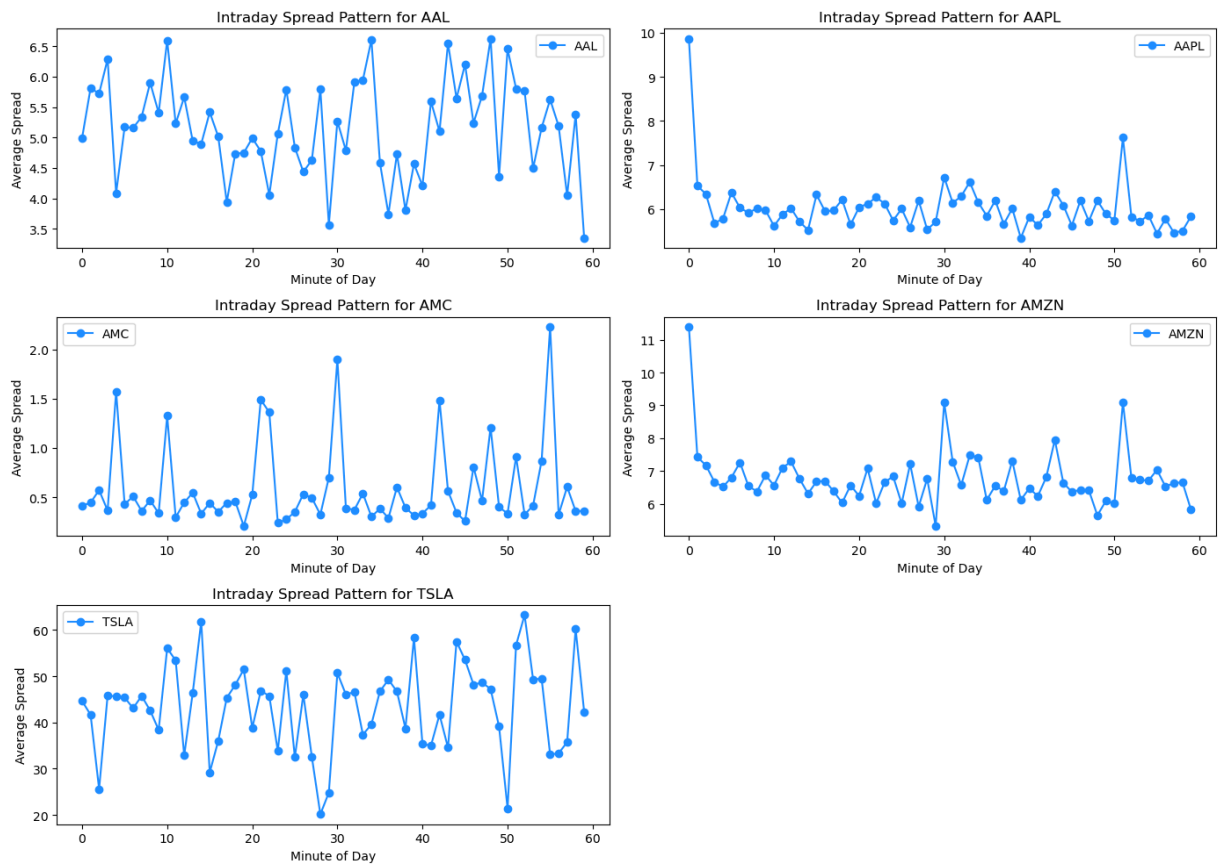 Intraday Spread Pattern for AAL
6.5
6.0
5.5
5.0
4.5
4.0
3.5
Average Spread
AAL
0 10 20 30 40 50 60
Minute of Day
Intraday Spread Pattern for AAPL
10
9
8
7
6
Average Spread
AAPL
0 10 20 30 40 50 60
Minute of Day
Intraday Spread Pattern for AMC
2.0
1.5
1.0
0.5
Average Spread
AMC
0 10 20 30 40 50 60
Minute of Day
Intraday Spread Pattern for AMZN
11
10
9
8
7
6
Average Spread
AMZN
0 10 20 30 40 50 60
Minute of Day
Intraday Spread Pattern for TSLA
60
50
40
30
20
Average Spread
TSLA
0 10 20 30 40 50 60
Minute of Day